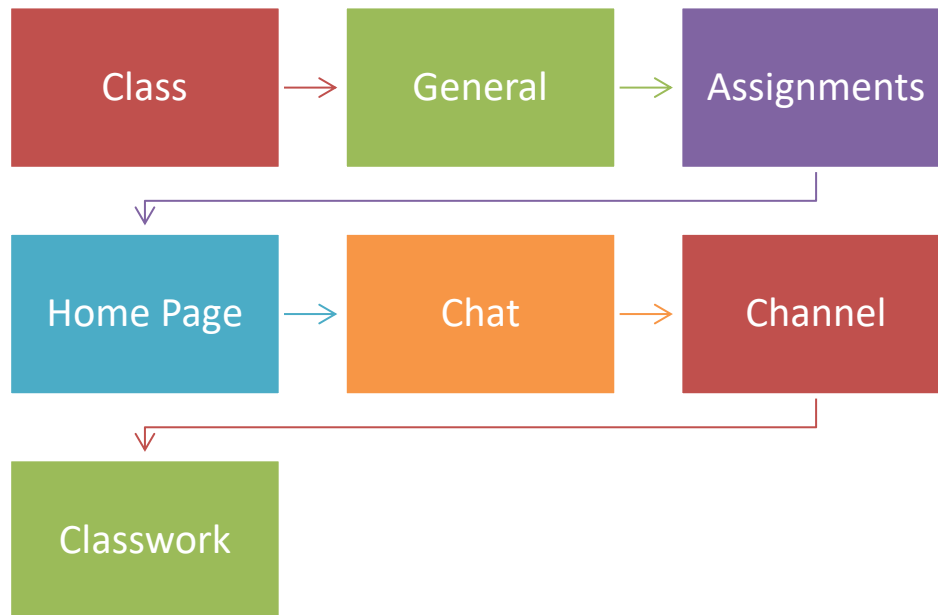 Class
General
Assignments
Home Page
Chat
Channel
Classwork